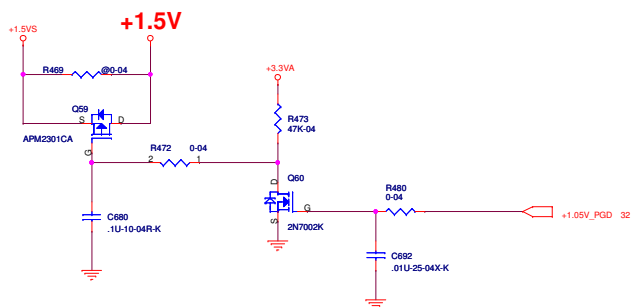 +1.5VS
+1.5V
R469
@0-04
+3.3VA
Q59
S
D
APM2301CA
G
R473
47K-04
R472
0-04
2
1
D
Q60
R480
0-04
G
S
2N7002K
+1.05V_PGD
32
C680
.1U-10-04R-K
C692
.01U-25-04X-K